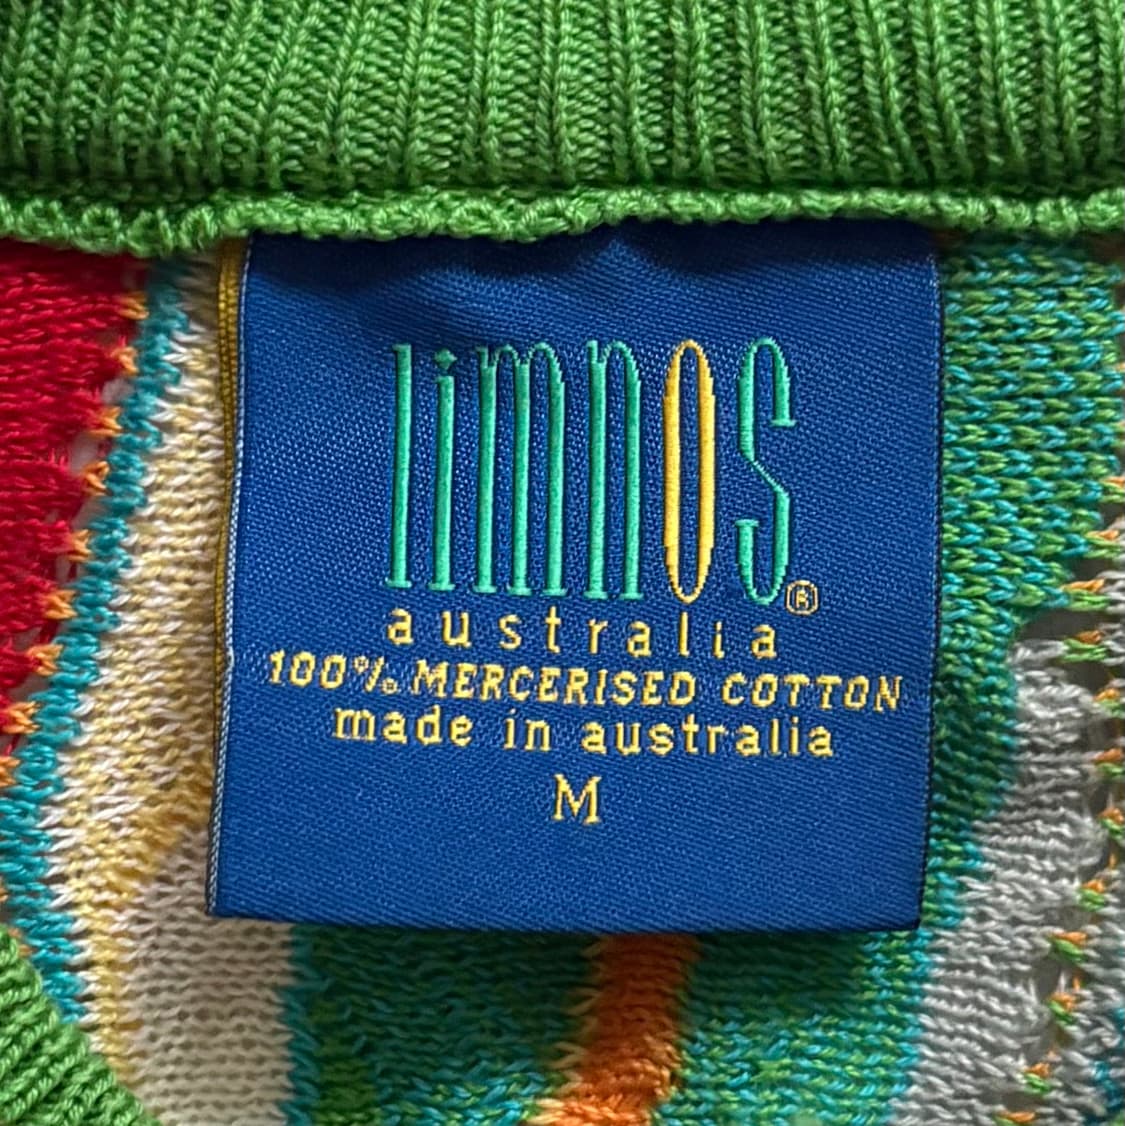 limnos®
australia
100% MERCERISED COTTON
made in australia
M